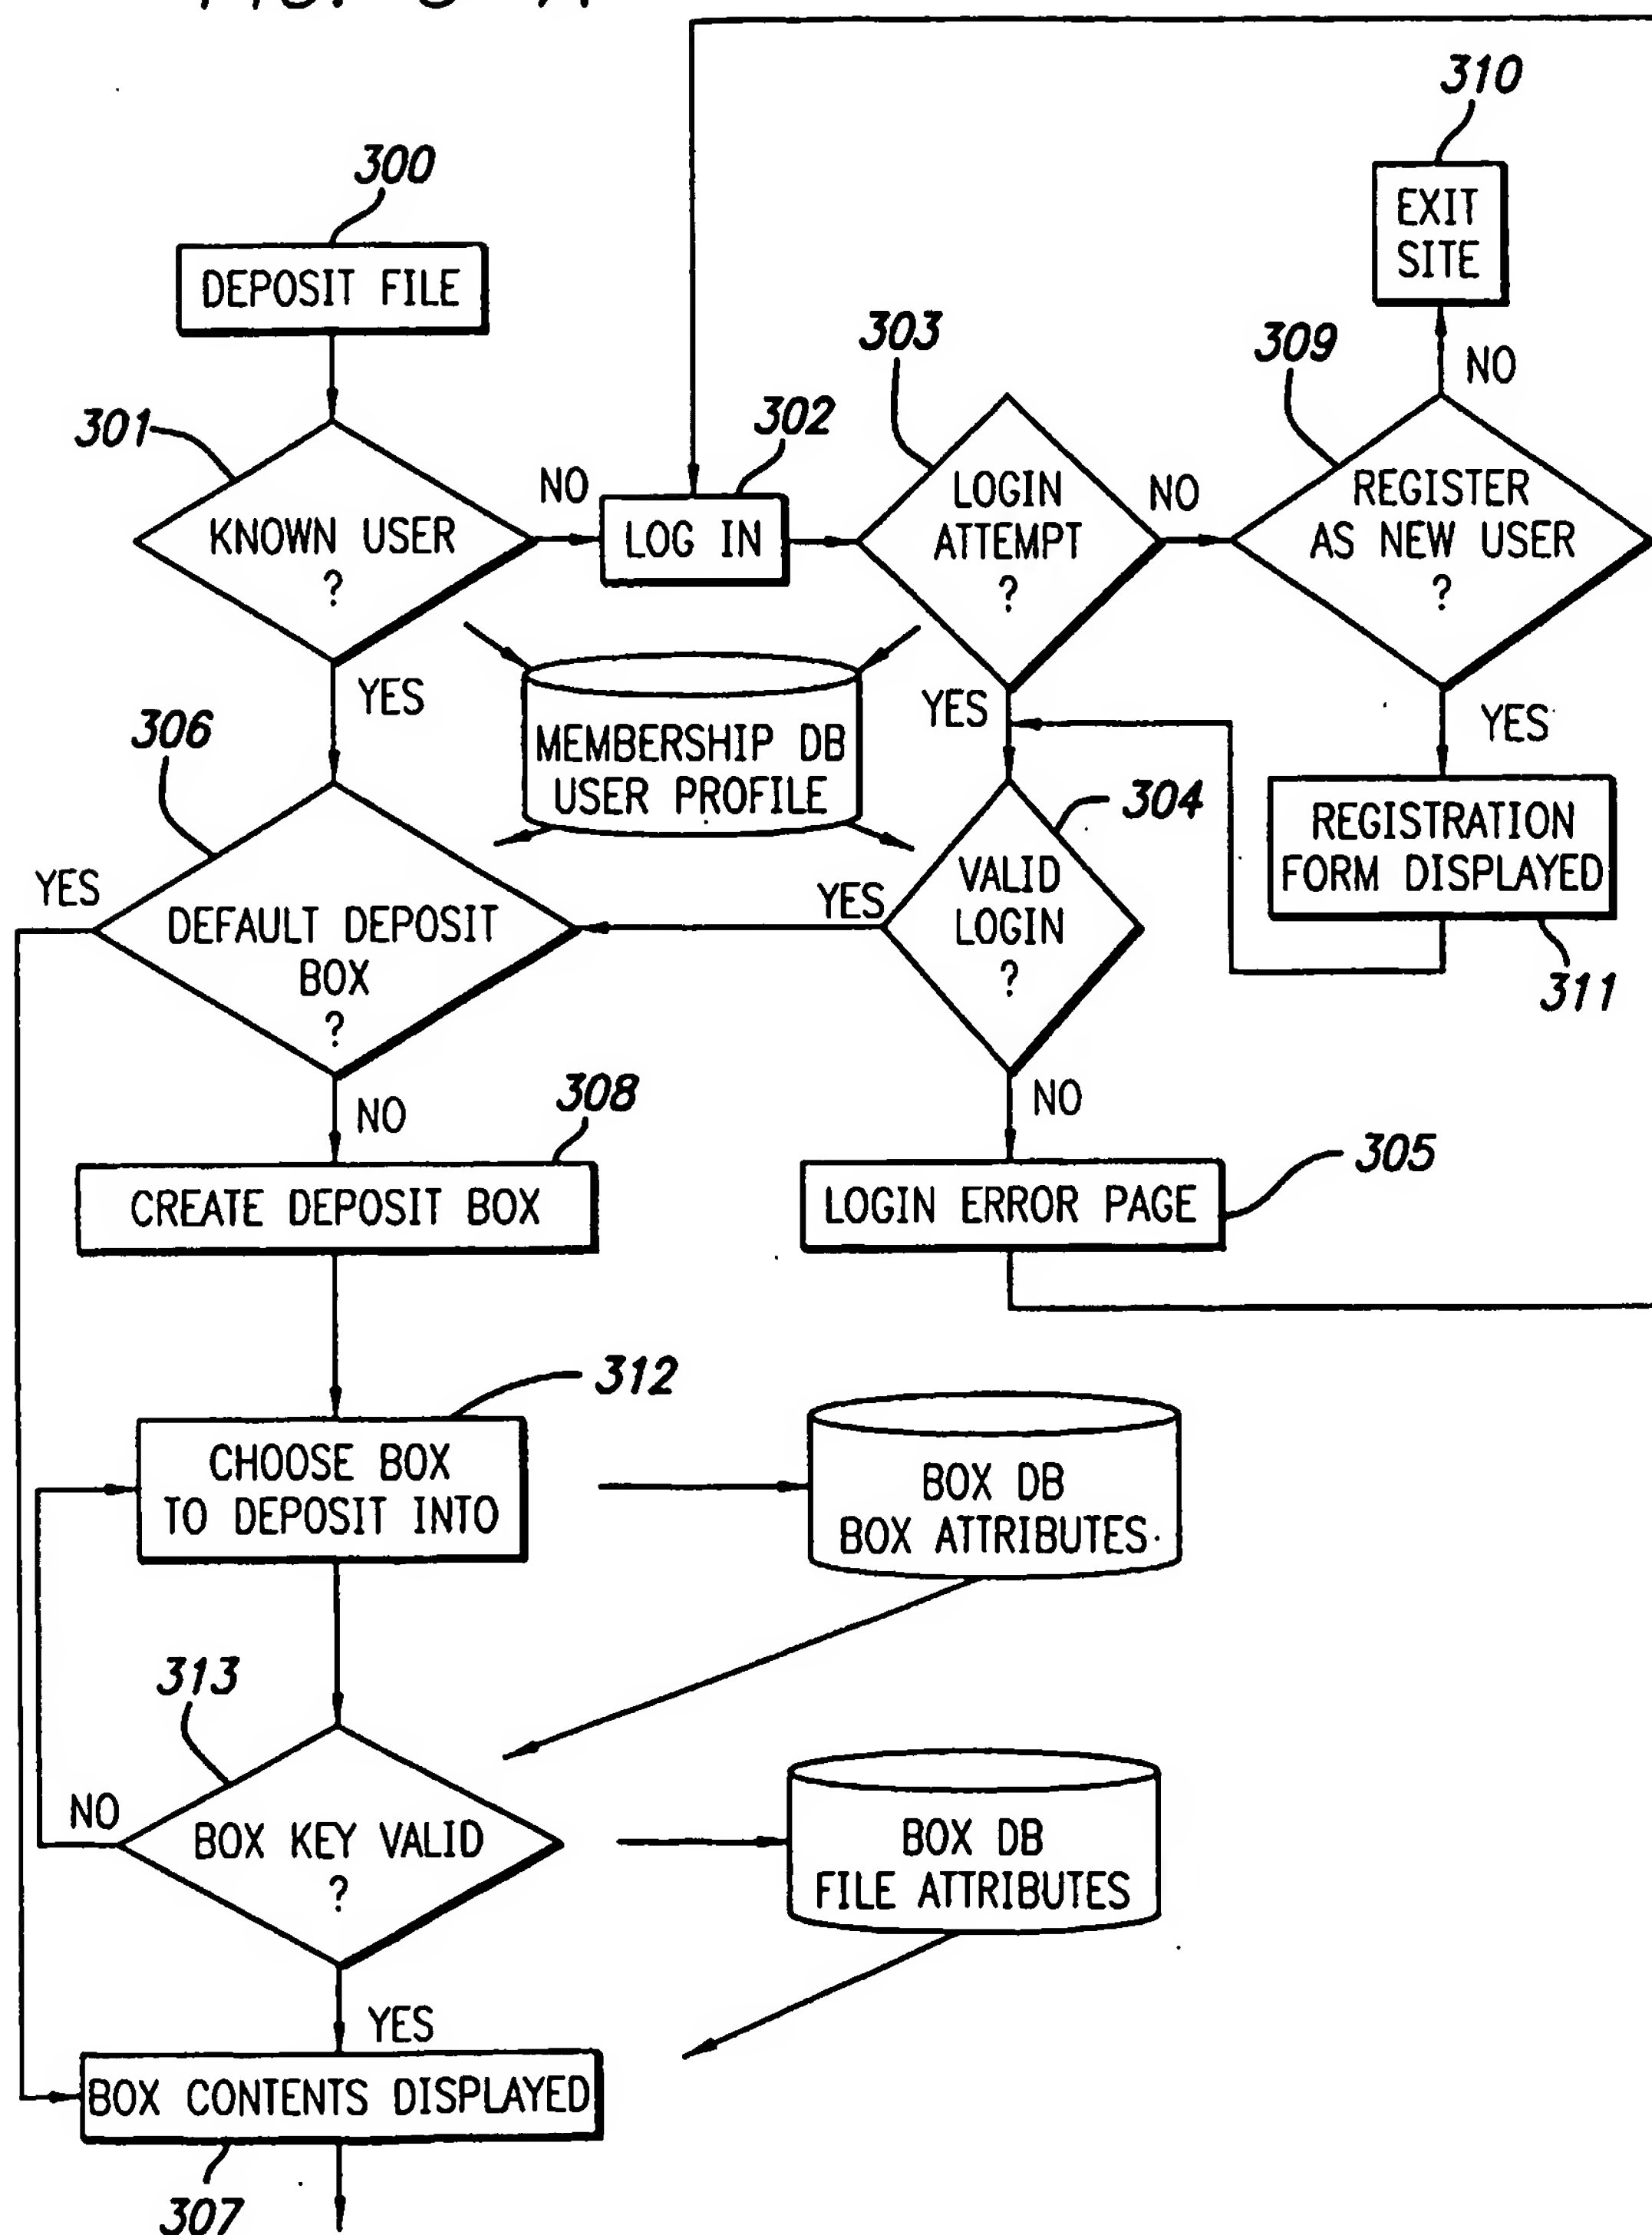 310
300
EXIT
SITE
DEPOSIT FILE
303
309
NO
301
302
NO
LOGIN
ATTEMPT
?
NO
REGISTER
AS NEW USER
?
KNOWN USER
?
LOG IN
YES
YES
YES
306
MEMBERSHIP DB
USER PROFILE
304
REGISTRATION
FORM DISPLAYED
YES
DEFAULT DEPOSIT
BOX
?
YES
VALID
LOGIN
?
311
308
NO
NO
305
CREATE DEPOSIT BOX
LOGIN ERROR PAGE
312
CHOOSE BOX
TO DEPOSIT INTO
BOX DB
BOX ATTRIBUTES
313
NO
BOX KEY VALID
?
BOX DB
FILE ATTRIBUTES
YES
BOX CONTENTS DISPLAYED
307